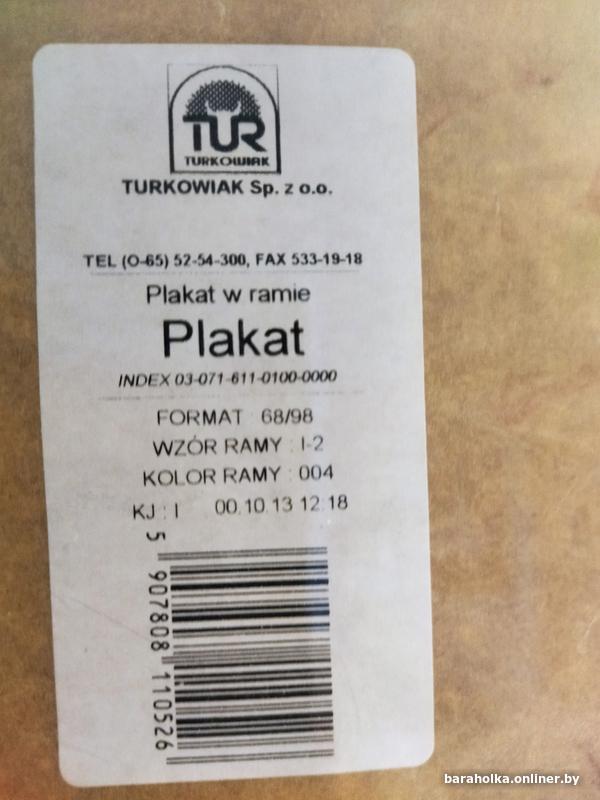 TUR
TURKOWIAK
TURKOWIAK Sp. z o.o.
TEL (O-65) 52-54-300, FAX 533-19-18
Plakat w ramie
Plakat
INDEX 03-071-611-0100-0000
FORMAT : 68/98
WZÓR RAMY : I-2
KOLOR RAMY : 004
KJ : I 00.10.13 12:18
5 907808 110526
baraholka.onliner.by